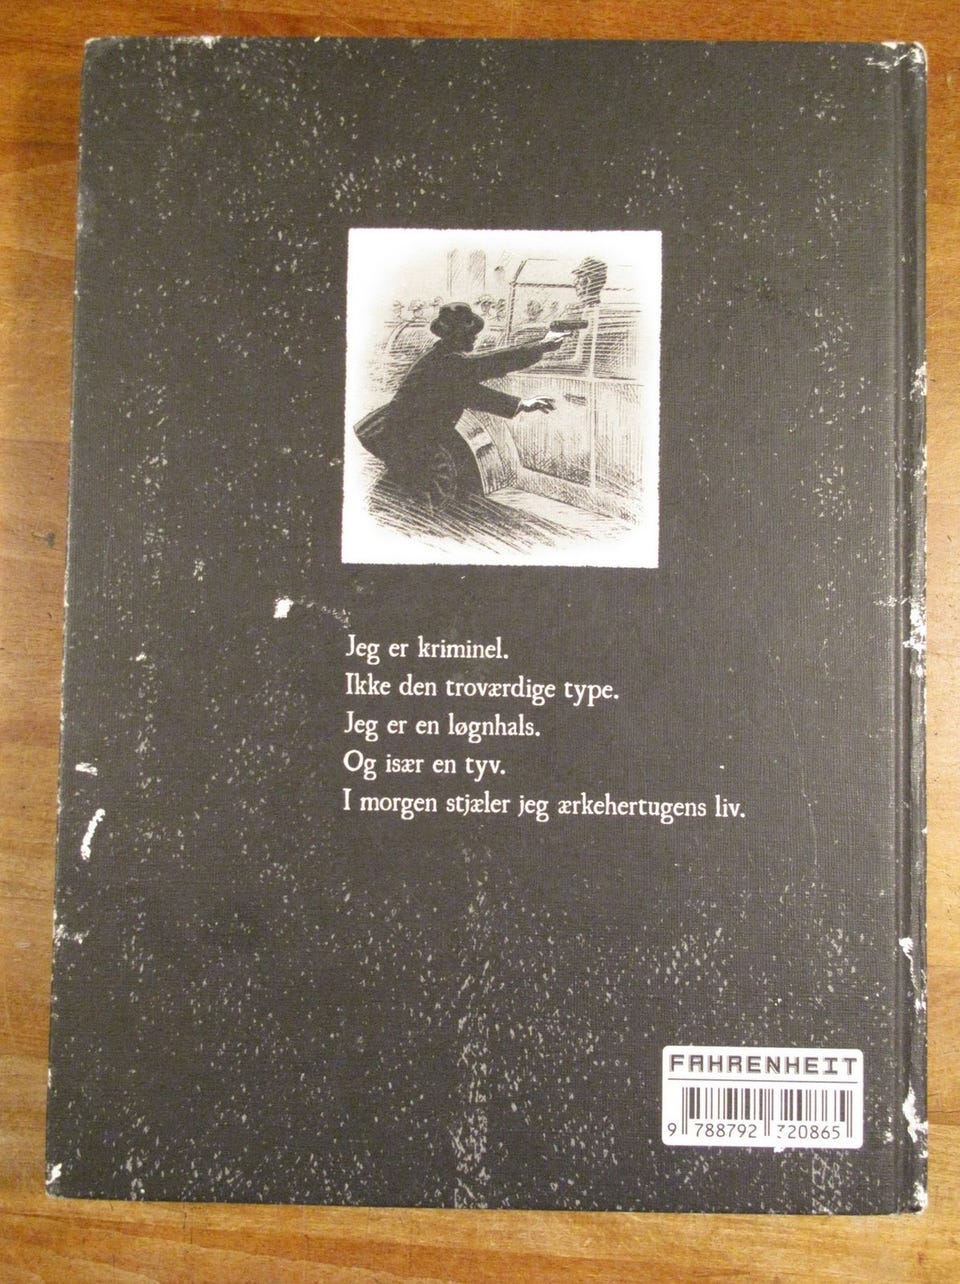 Jeg er kriminel.
Ikke den troværdige type.
Jeg er en løgnhals.
Og især en tyv.
I morgen stjæler jeg ærkehertugens liv.
FAHRENHEIT
9 788792 320865